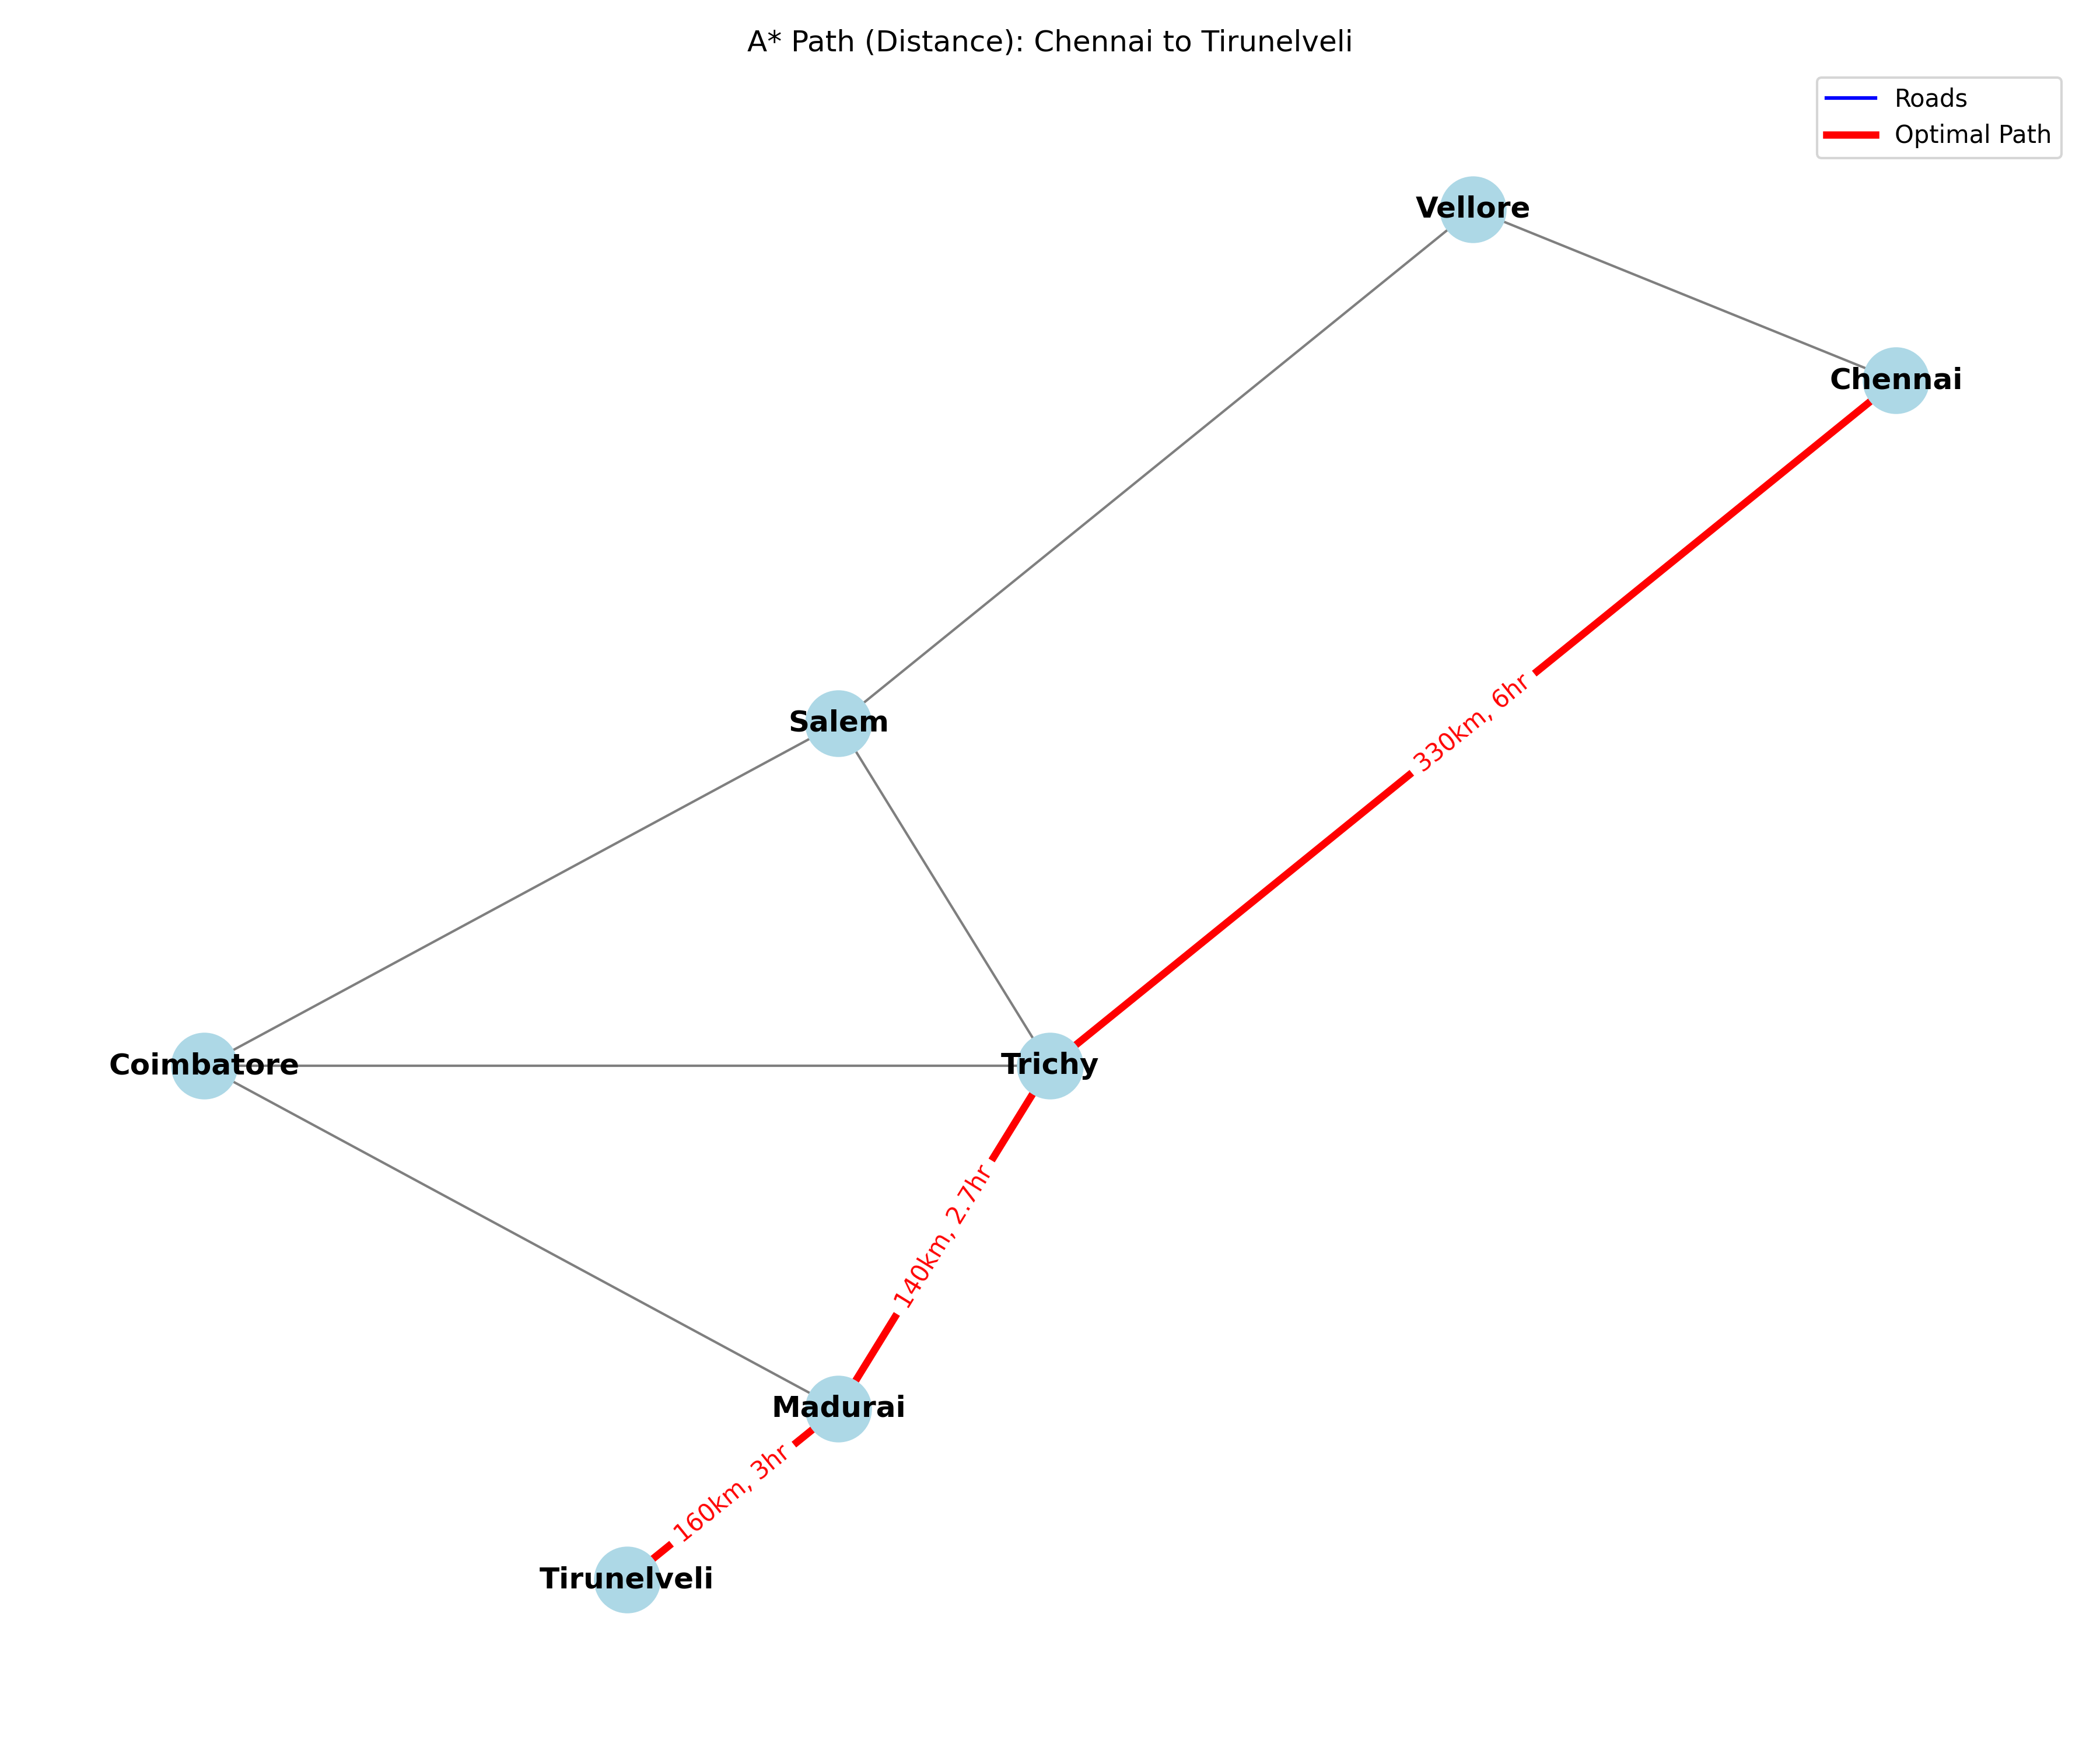 A* Path (Distance): Chennai to Tirunelveli
Roads
Optimal Path
Vellore
Chennai
330km, 6hr
Salem
Coimbatore
Trichy
140km, 2.7hr
Madurai
160km, 3hr
Tirunelveli